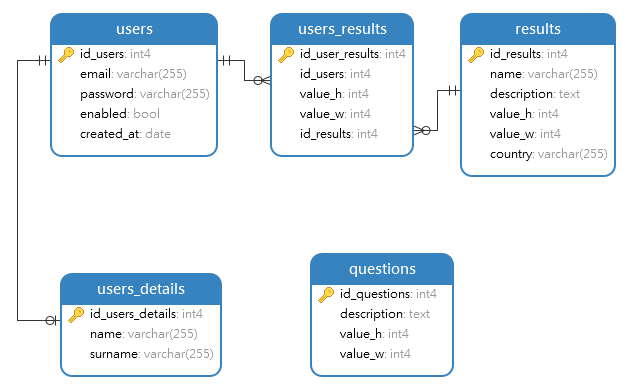 users
id_users: int4
email: varchar(255)
password: varchar(255)
enabled: bool
created_at: date
users_results
id_user_results: int4
id_users: int4
value_h: int4
value_w: int4
id_results: int4
results
id_results: int4
name: varchar(255)
description: text
value_h: int4
value_w: int4
country: varchar(255)
users_details
id_users_details: int4
name: varchar(255)
surname: varchar(255)
questions
id_questions: int4
description: text
value_h: int4
value_w: int4